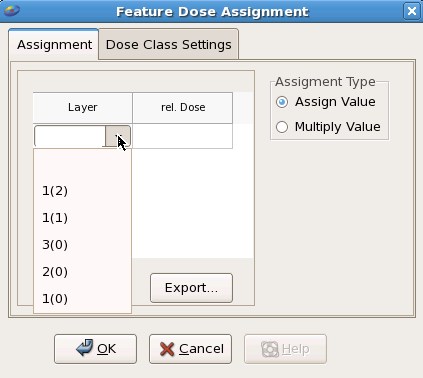 Feature Dose Assignment
Assignment
Dose Class Settings
Layer
rel. Dose
1(2)
1(1)
3(0)
2(0)
1(0)
Export...
Assigment Type
Assign Value
Multiply Value
OK
Cancel
Help